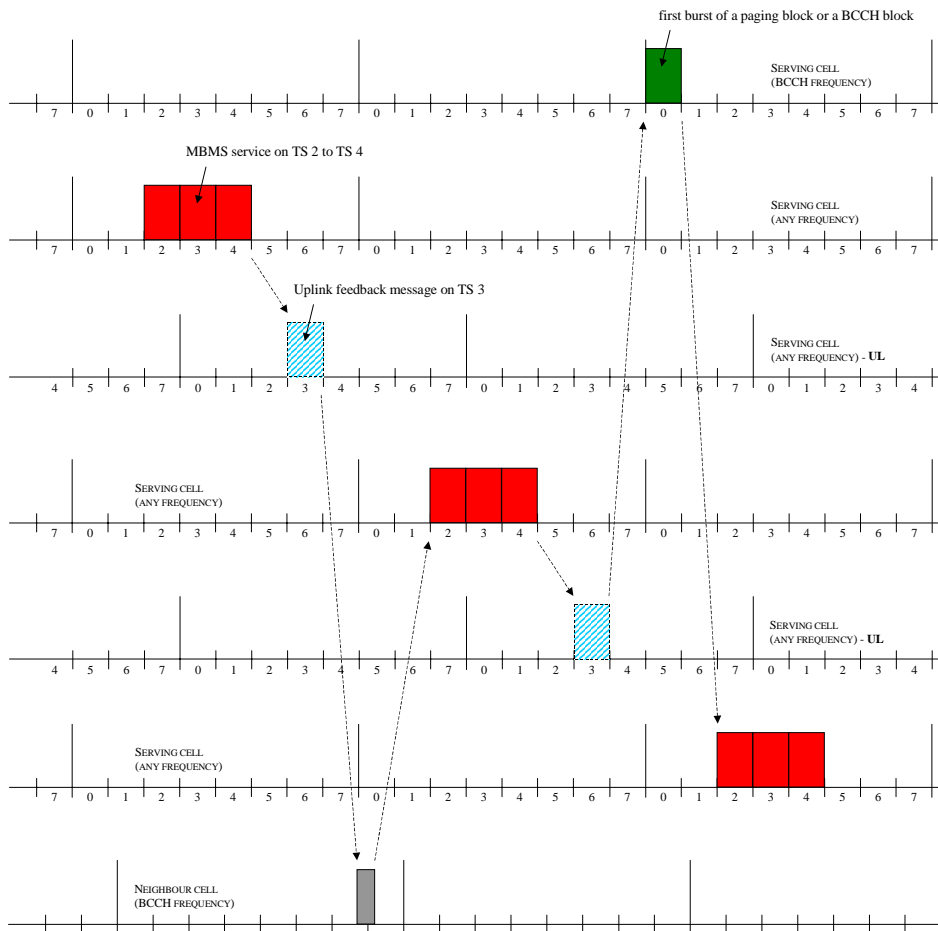 first burst of a paging block or a BCCH block
SERVING CELL
(BCCH FREQUENCY)
7 0 1 2 3 4 5 6 7 0 1 2 3 4 5 6 7 0 1 2 3 4 5 6 7
MBMS service on TS 2 to TS 4
SERVING CELL
(ANY FREQUENCY)
7 0 1 2 3 4 5 6 7 0 1 2 3 4 5 6 7 0 1 2 3 4 5 6 7
Uplink feedback message on TS 3
SERVING CELL
(ANY FREQUENCY) - UL
4 5 6 7 0 1 2 3 4 5 6 7 0 1 2 3 4 5 6 7 0 1 2 3 4
SERVING CELL
(ANY FREQUENCY)
7 0 1 2 3 4 5 6 7 0 1 2 3 4 5 6 7 0 1 2 3 4 5 6 7
SERVING CELL
(ANY FREQUENCY) - UL
4 5 6 7 0 1 2 3 4 5 6 7 0 1 2 3 4 5 6 7 0 1 2 3 4
SERVING CELL
(ANY FREQUENCY)
7 0 1 2 3 4 5 6 7 0 1 2 3 4 5 6 7 0 1 2 3 4 5 6 7
NEIGHBOUR CELL
(BCCH FREQUENCY)